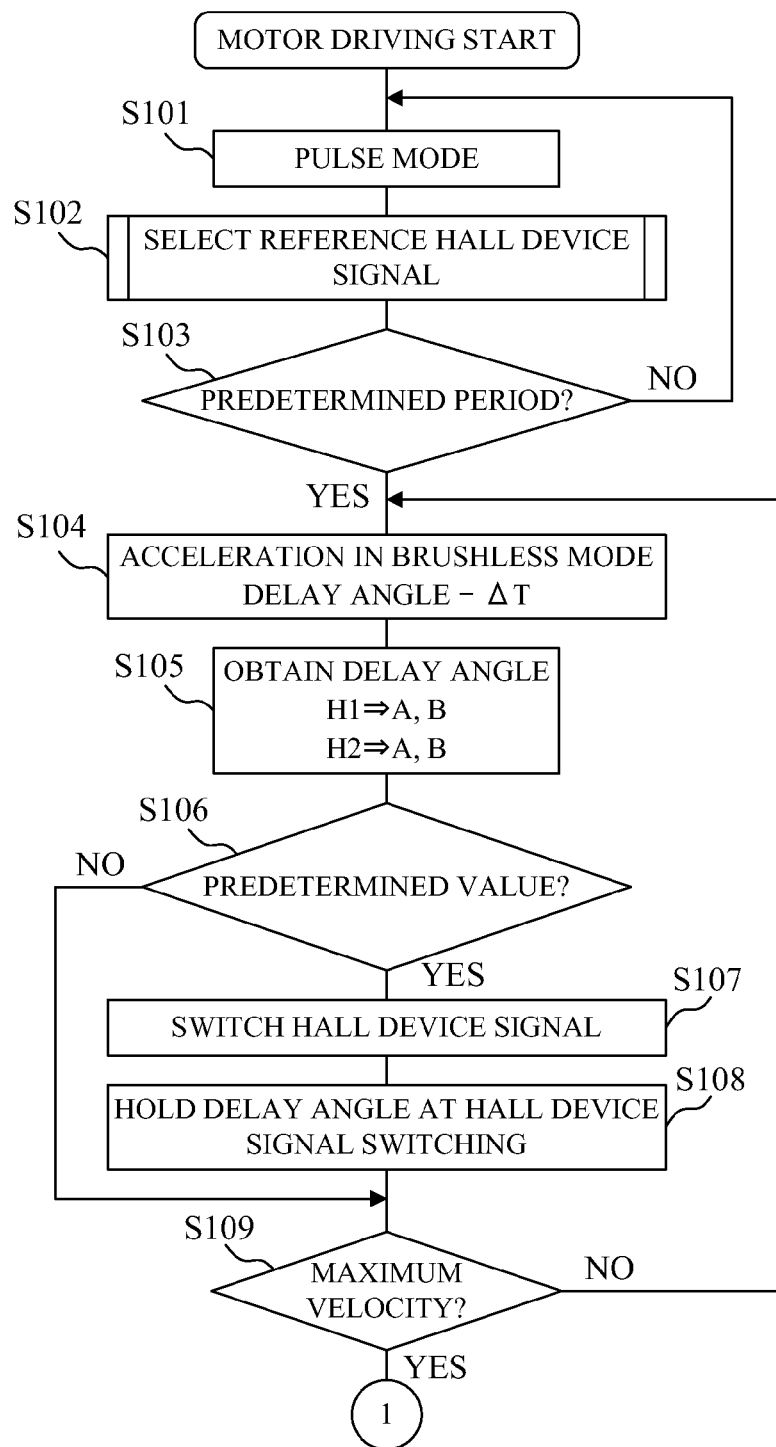 MOTOR DRIVING START
S101
PULSE MODE
S102
SELECT REFERENCE HALL DEVICE
SIGNAL
S103
PREDETERMINED PERIOD?
NO
YES
S104
ACCELERATION IN BRUSHLESS MODE
DELAY ANGLE − ΔT
S105
OBTAIN DELAY ANGLE
H1⇒A, B
H2⇒A, B
S106
NO
PREDETERMINED VALUE?
YES
S107
SWITCH HALL DEVICE SIGNAL
S108
HOLD DELAY ANGLE AT HALL DEVICE
SIGNAL SWITCHING
S109
MAXIMUM
VELOCITY?
NO
YES
1